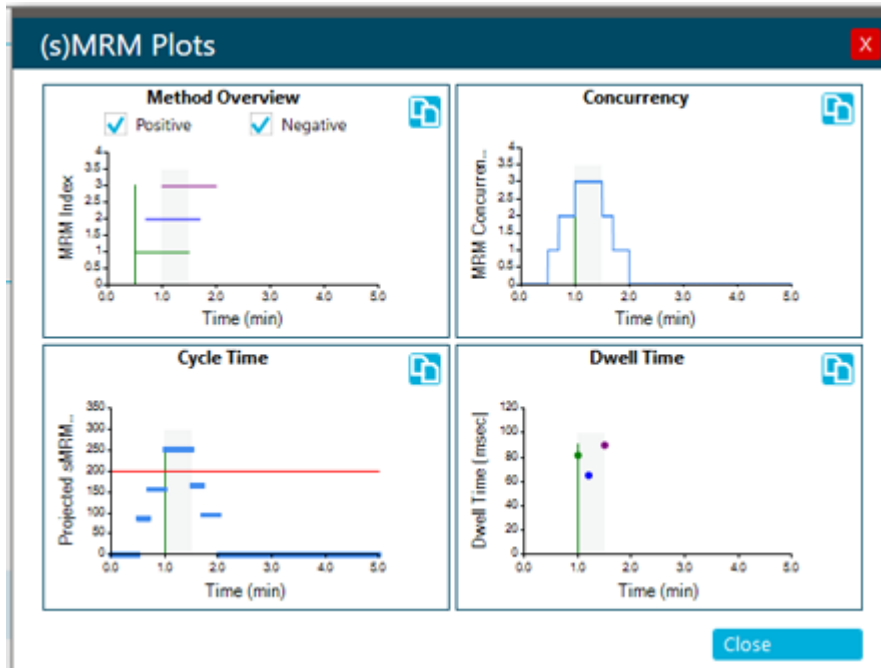 (s)MRM Plots
X
Method Overview
Positive
Negative
MRM Index
4
3.5
3
2.5
2
1.5
1
0.5
0
0.0 1.0 2.0 3.0 4.0 5.0
Time (min)
Concurrency
MRM Concurren...
4
3.5
3
2.5
2
1.5
1
0.5
0
0.0 1.0 2.0 3.0 4.0 5.0
Time (min)
Cycle Time
Projected sMRM...
350
300
250
200
150
100
50
0
0.0 1.0 2.0 3.0 4.0 5.0
Time (min)
Dwell Time
Dwell Time [msec]
120
100
80
60
40
20
0
0.0 1.0 2.0 3.0 4.0 5.0
Time (min)
Close